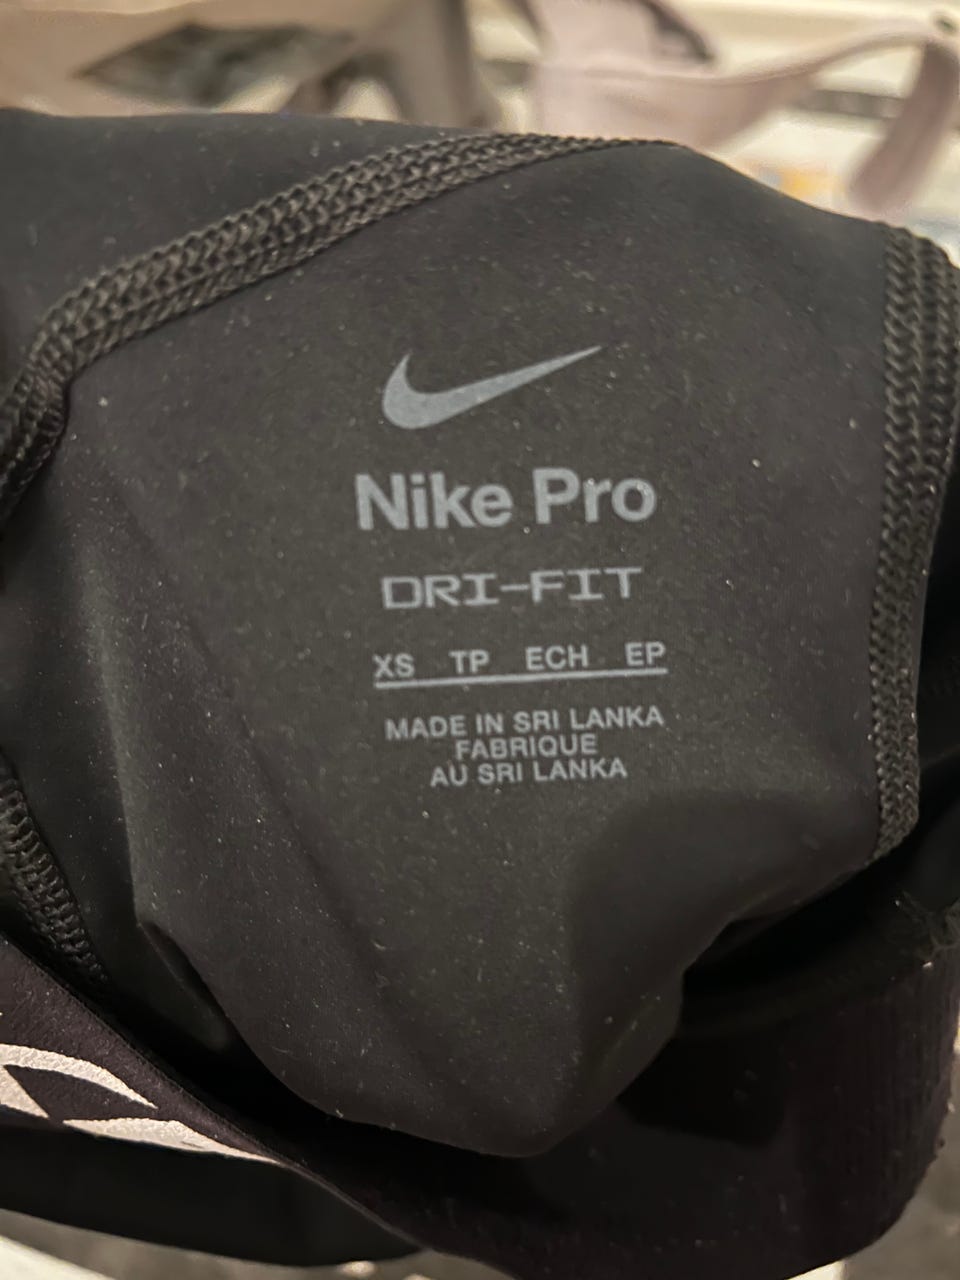 Nike Pro
DRI-FIT
XS TP ECH EP
MADE IN SRI LANKA
FABRIQUE
AU SRI LANKA